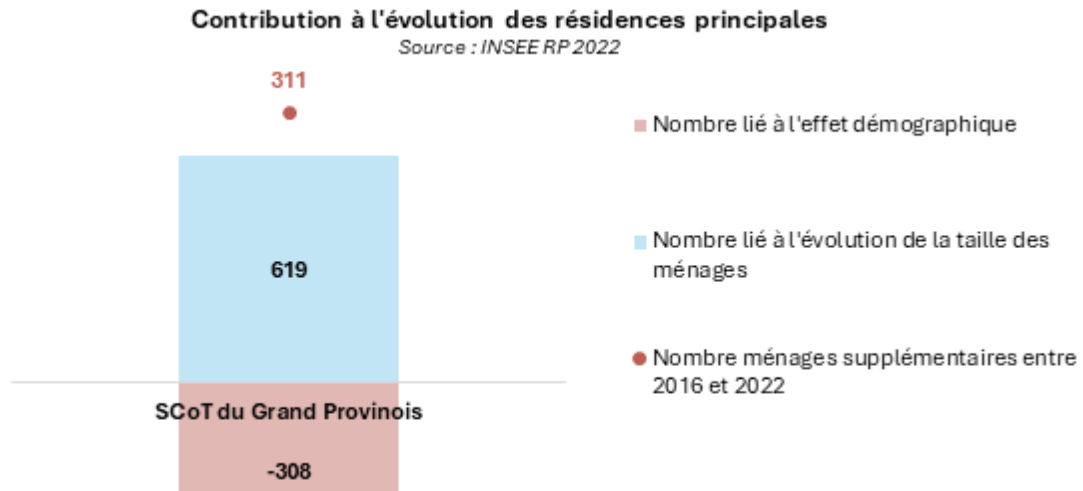 Contribution à l'évolution des résidences principales
Source : INSEE RP 2022
311
619
SCoT du Grand Provinois
-308
Nombre lié à l'effet démographique
Nombre lié à l'évolution de la taille des
ménages
Nombre ménages supplémentaires entre
2016 et 2022